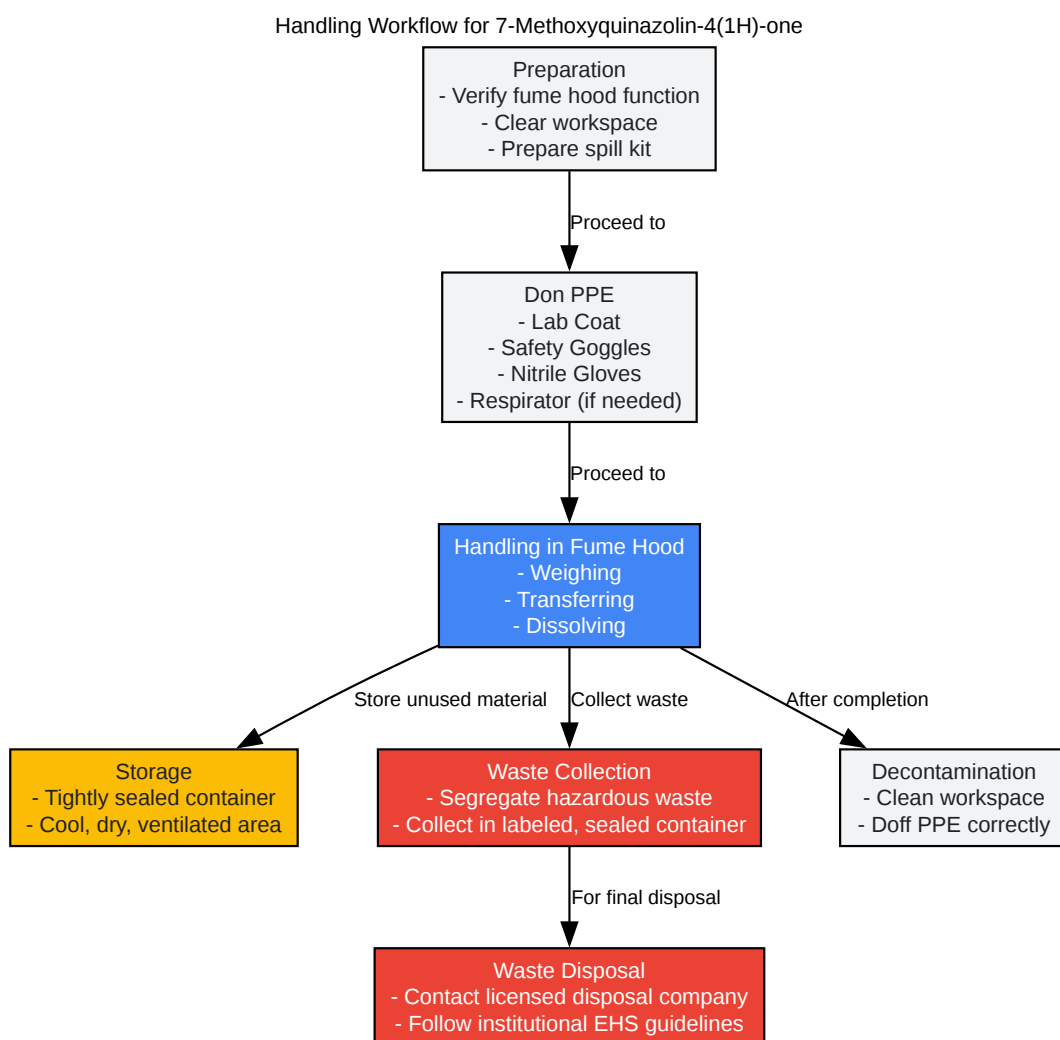 Handling Workflow for 7-Methoxyquinazolin-4(1H)-one
Preparation
- Verify fume hood function
- Clear workspace
- Prepare spill kit
Proceed to
Don PPE
- Lab Coat
- Safety Goggles
- Nitrile Gloves
- Respirator (if needed)
Proceed to
Handling in Fume Hood
- Weighing
- Transferring
- Dissolving
Store unused material
Collect waste
After completion
Storage
- Tightly sealed container
- Cool, dry, ventilated area
Waste Collection
- Segregate hazardous waste
- Collect in labeled, sealed container
Decontamination
- Clean workspace
- Doff PPE correctly
For final disposal
Waste Disposal
- Contact licensed disposal company
- Follow institutional EHS guidelines